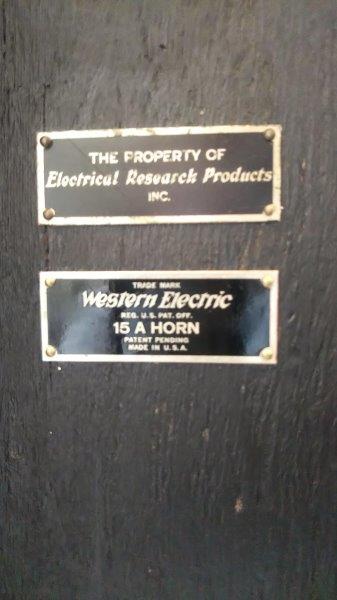 THE PROPERTY OF
Electrical Research Products
INC.
TRADE MARK
Western Electric
REG. U.S. PAT. OFF.
15 A HORN
PATENT PENDING
MADE IN U.S.A.